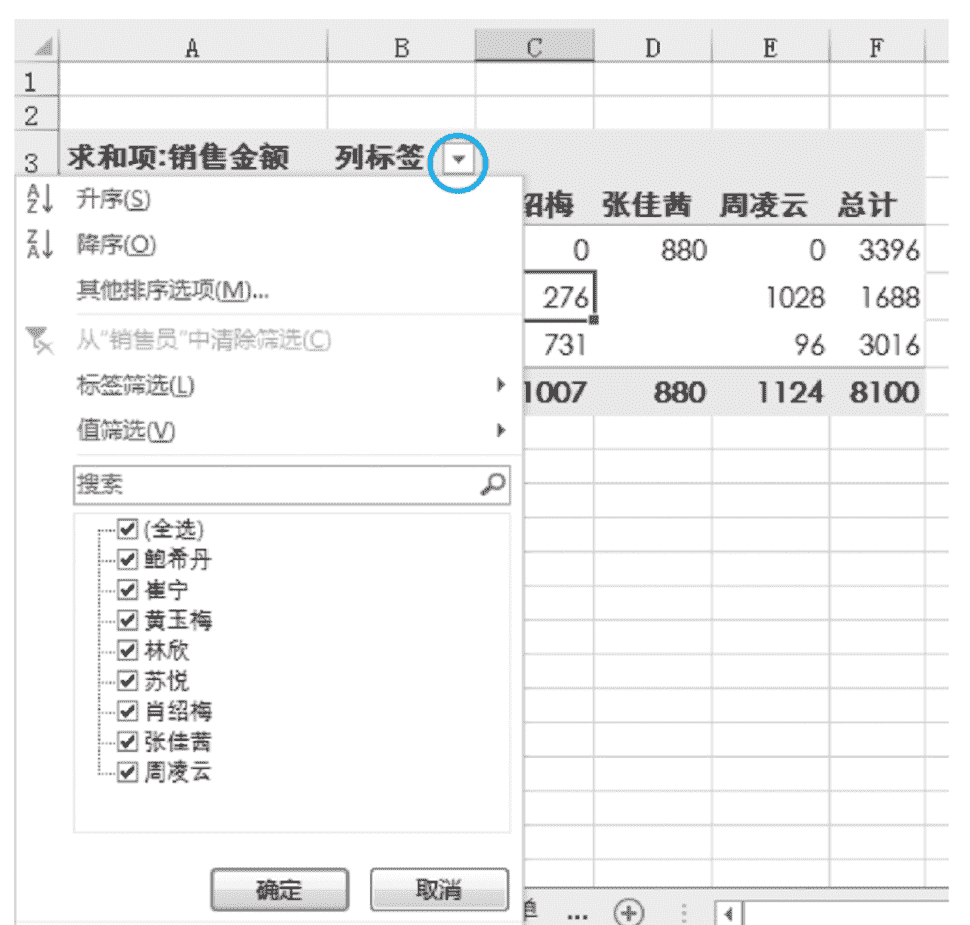 A B C D E F
1
2
3 求和项:销售金额 列标签
升序(S)
绍梅 张佳茜 周凌云 总计
降序(O)
0 880 0 3396
其他排序选项(M)...
276 1028 1688
从"销售员"中清除筛选(C)
731 96 3016
标签筛选(L)
1007 880 1124 8100
值筛选(V)
搜索
(全选)
鲍希丹
崔宁
黄玉梅
林欣
苏悦
肖绍梅
张佳茜
周凌云
确定 取消
...